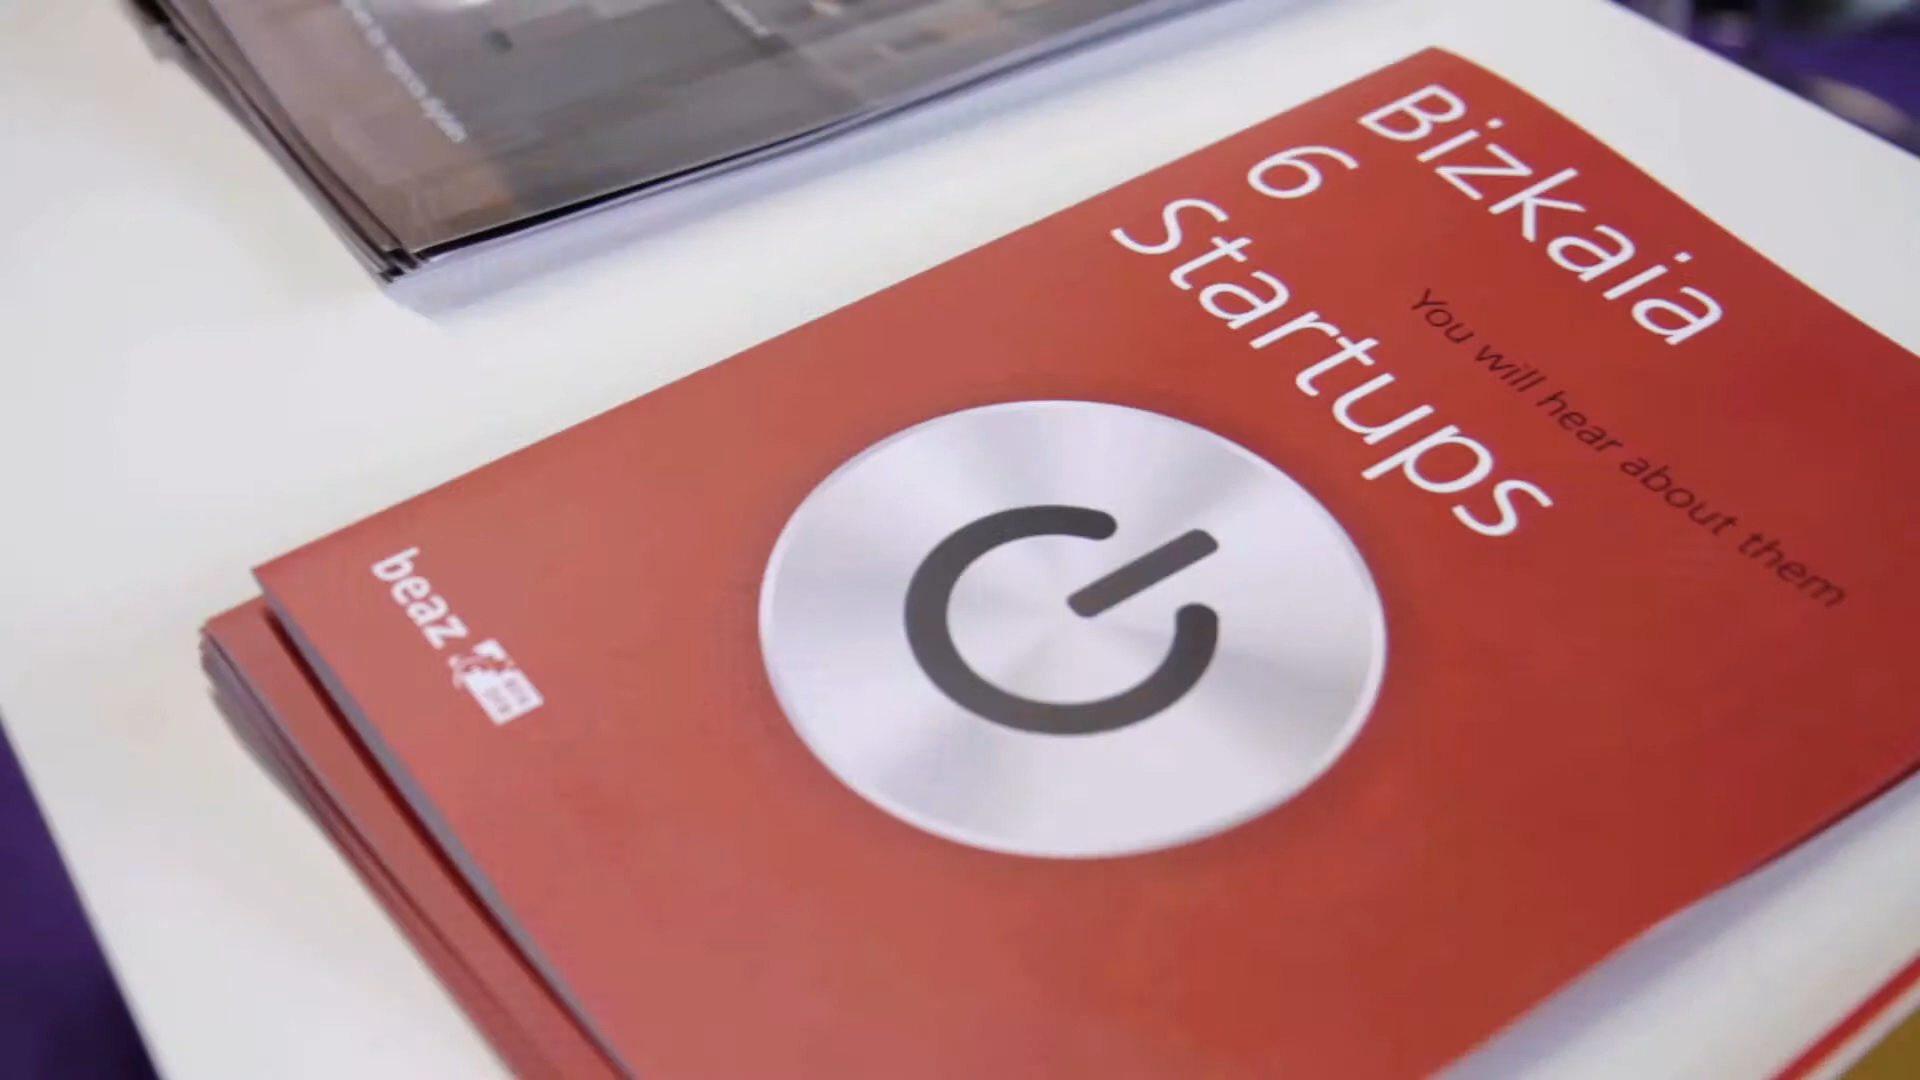 Bizkaia
6
Startups
You will hear about them
beaz